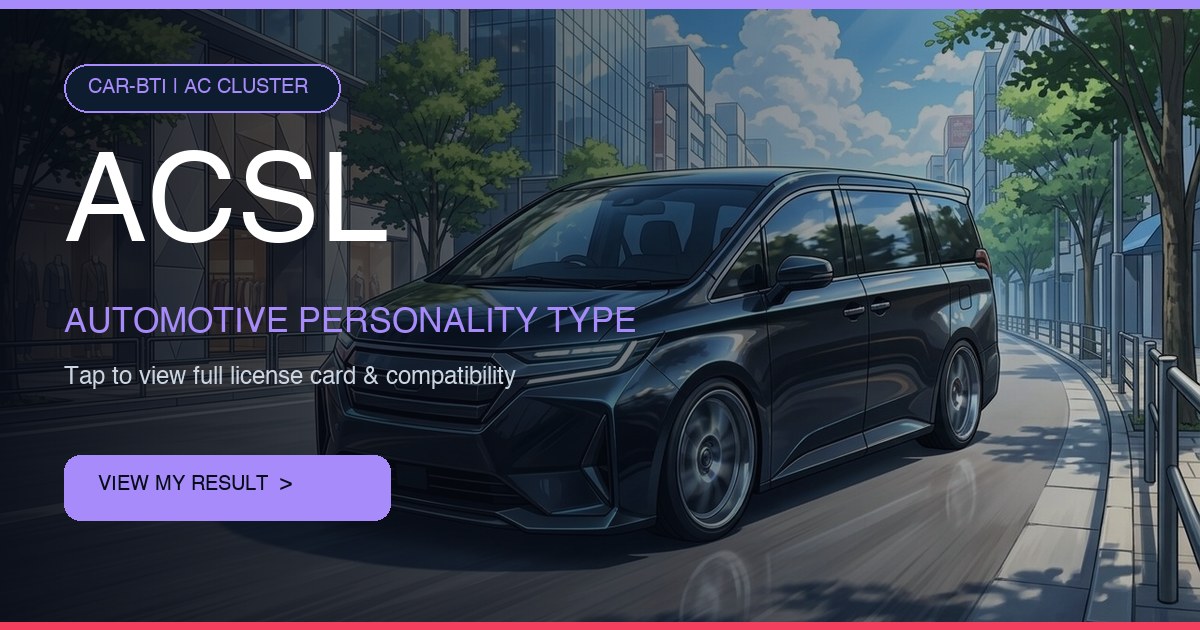 CAR-BTI | AC CLUSTER
ACSL
AUTOMOTIVE PERSONALITY TYPE
Tap to view full license card & compatibility
VIEW MY RESULT >